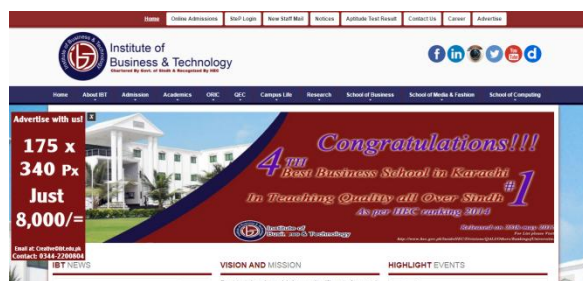 Home Online Admissions SteP Login New Staff Mail Notices Aptitude Test Result Contact Us Career Advertise
Institute of
Business & Technology
Chartered By Govt. of Sindh & Recognized By HEC
Home About IBT Admission Academics ORIC QEC Campus Life Research School of Business School of Media & Fashion School of Computing
Advertise with us! X
175 x
340 Px
Just
8,000/=
Email at: Creative@ibt.edu.pk
Contact: 0344-2200604
Congratulations!!!
4TH Best Business School in Karachi
In Teaching Quality all Over Sindh #1
As per HEC ranking 2014
Institute of
Business & Technology
IBT NEWS VISION AND MISSION HIGHLIGHT EVENTS